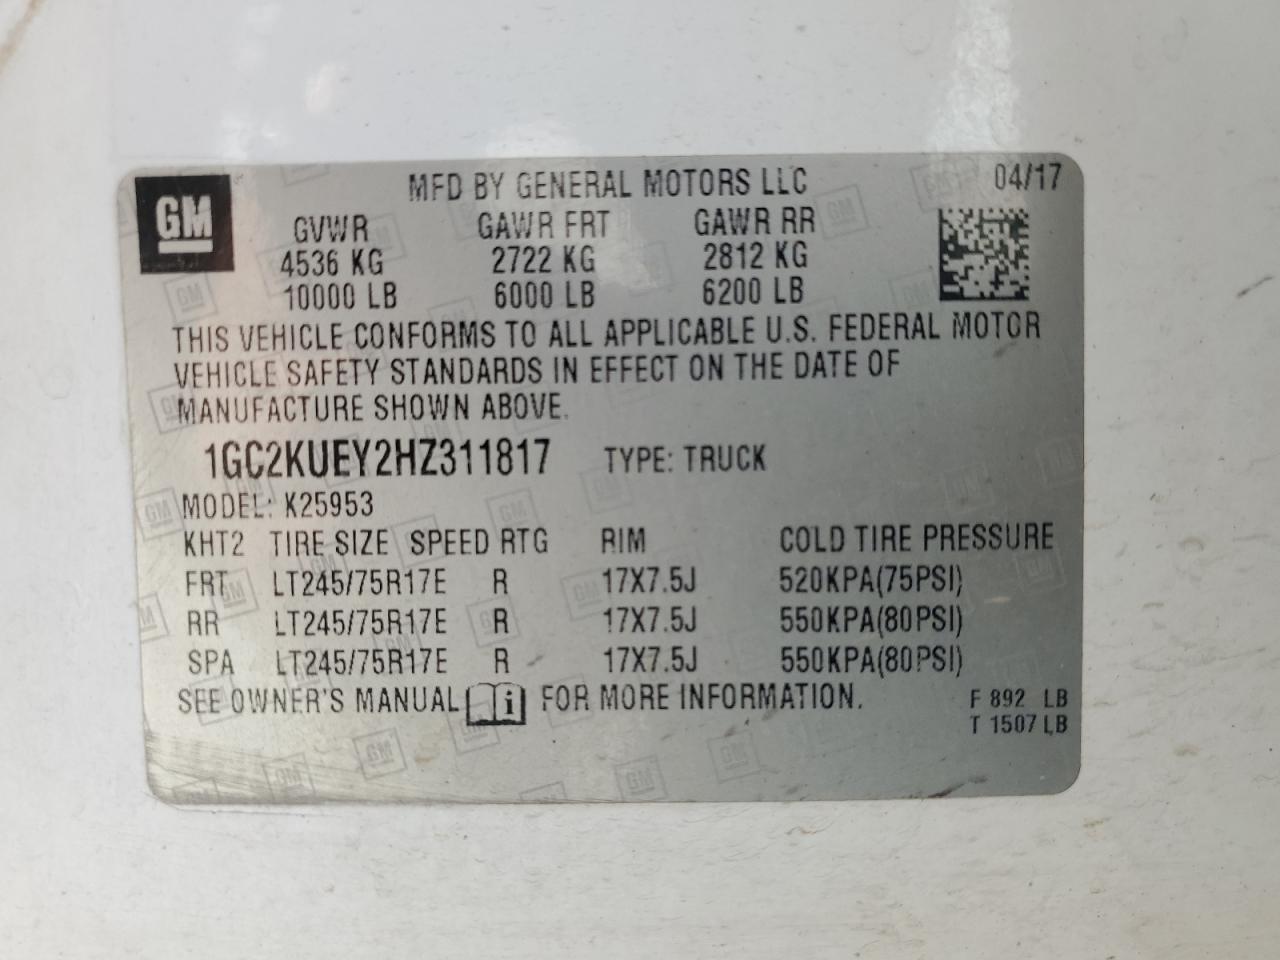 GM
MFD BY GENERAL MOTORS LLC 04/17
GVWR GAWR FRT GAWR RR
4536 KG 2722 KG 2812 KG
10000 LB 6000 LB 6200 LB
THIS VEHICLE CONFORMS TO ALL APPLICABLE U.S. FEDERAL MOTOR
VEHICLE SAFETY STANDARDS IN EFFECT ON THE DATE OF
MANUFACTURE SHOWN ABOVE.
1GC2KUEY2HZ311817 TYPE: TRUCK
MODEL: K25953
KHT2 TIRE SIZE SPEED RTG RIM COLD TIRE PRESSURE
FRT LT245/75R17E R 17X7.5J 520KPA(75PSI)
RR LT245/75R17E R 17X7.5J 550KPA(80PSI)
SPA LT245/75R17E R 17X7.5J 550KPA(80PSI)
SEE OWNER'S MANUAL i FOR MORE INFORMATION.
F 892 LB
T 1507 LB